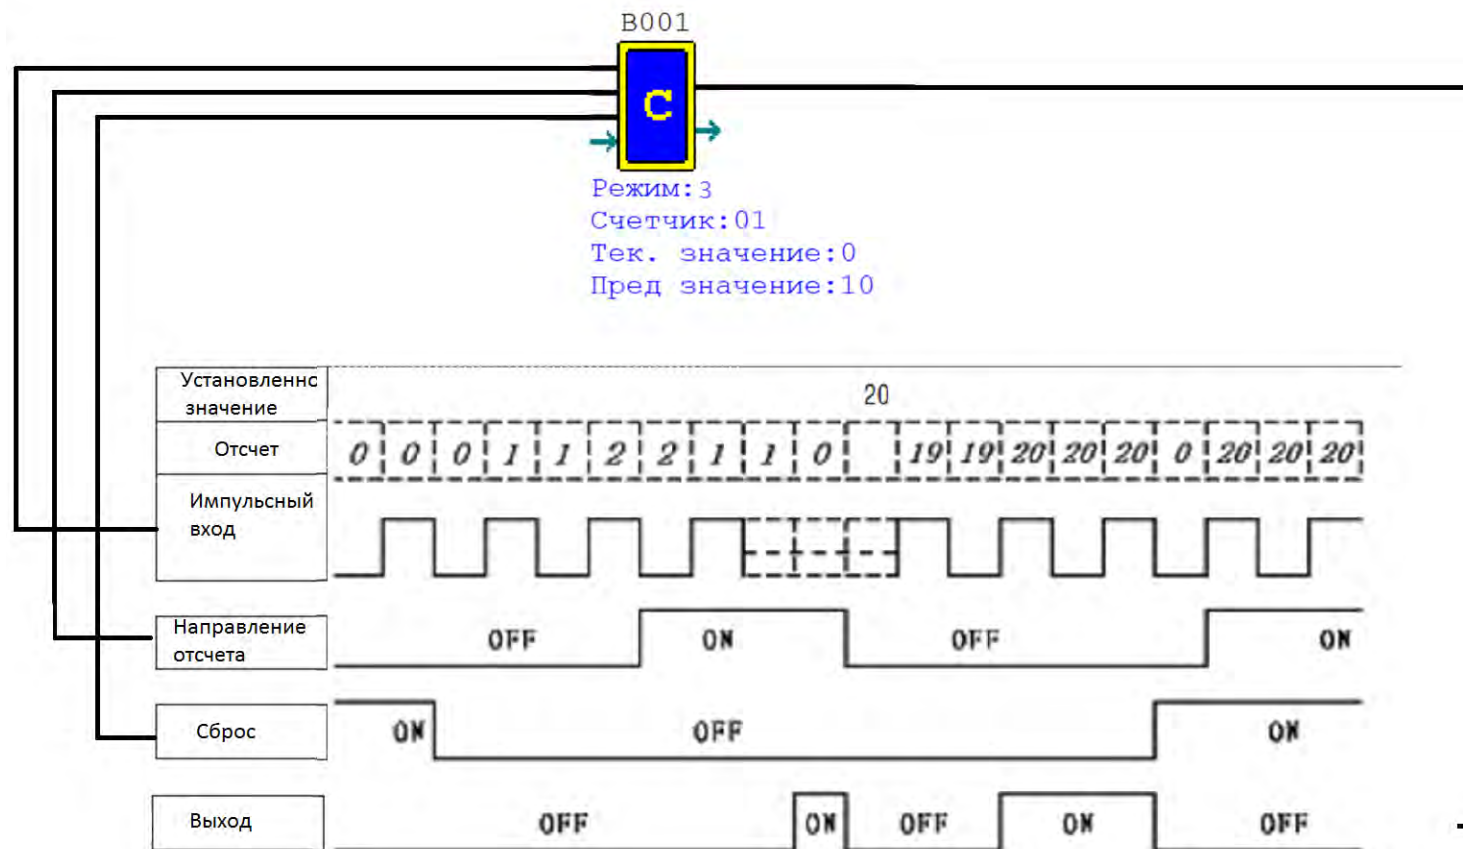 B001
C
Режим:3
Счетчик:01
Тек. значение:0
Пред значение:10
Установленнс
значение
20
Отсчет
0 0 0 1 1 2 2 1 1 0 19 19 20 20 20 0 20 20 20
Импульсный
вход
Направление
отсчета
OFF ON OFF ON
Сброс
ON OFF ON
Выход
OFF ON OFF ON OFF